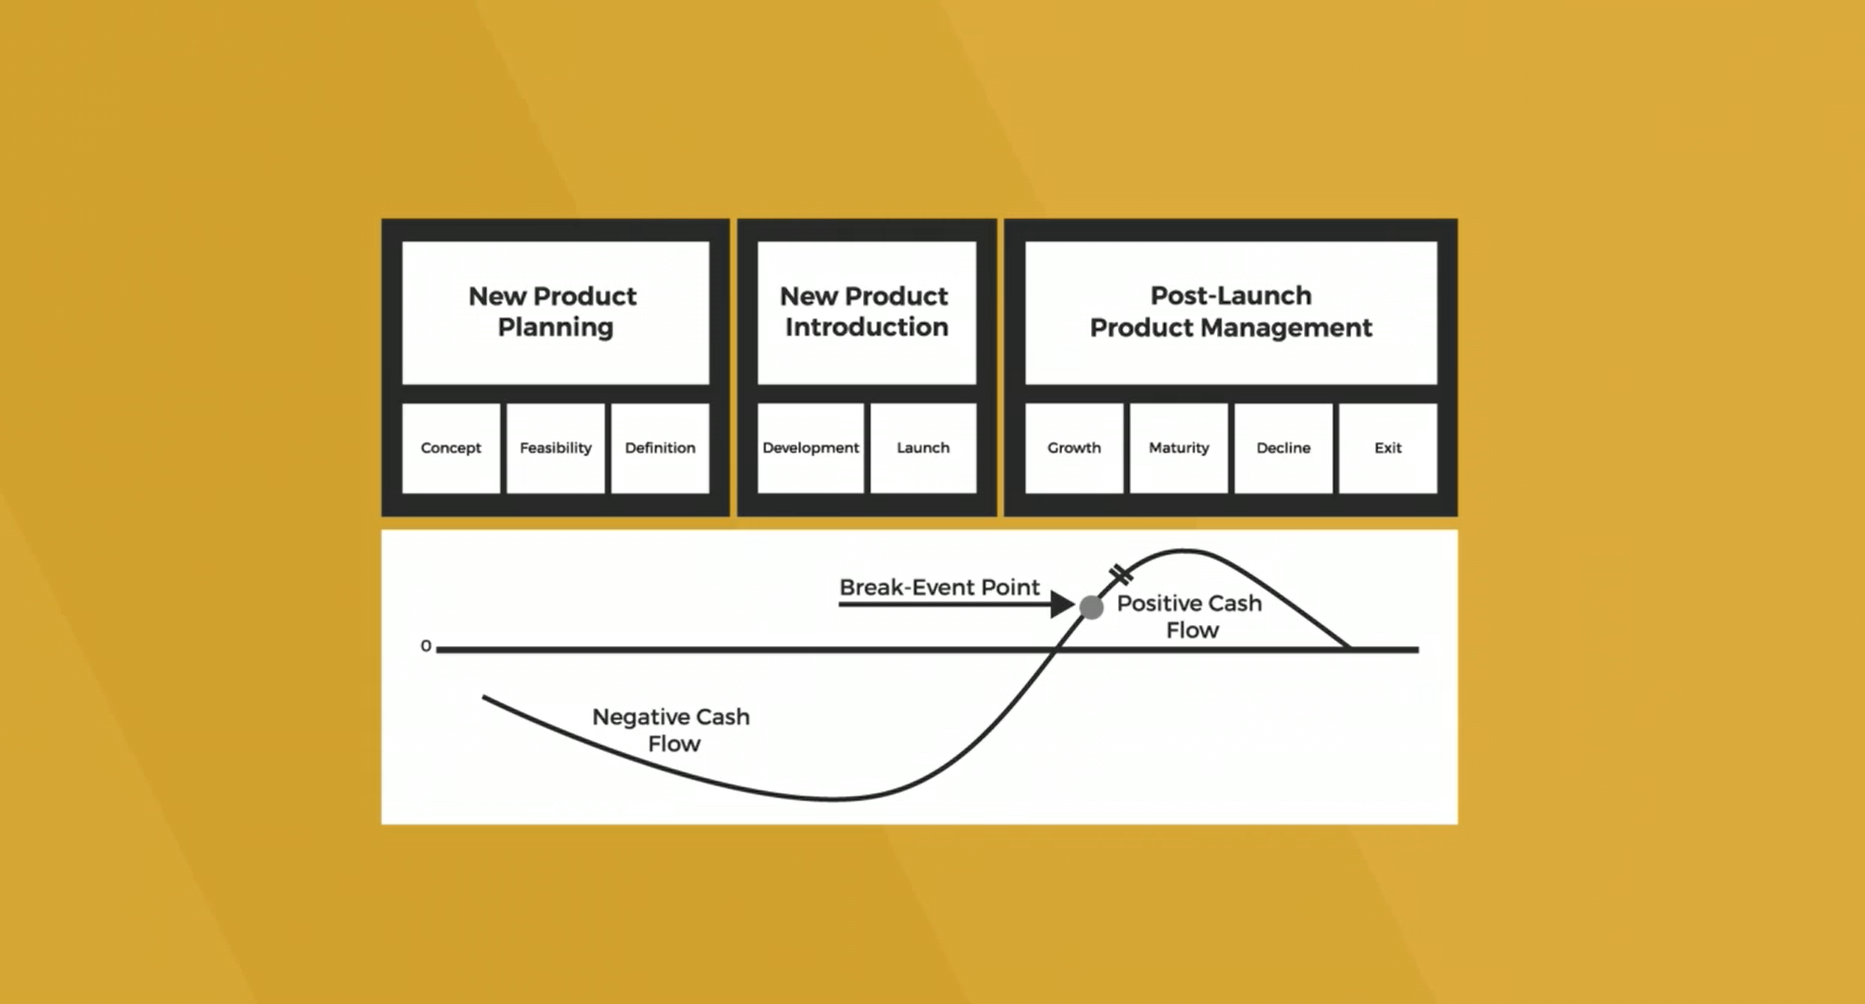 New Product
Planning
New Product
Introduction
Post-Launch
Product Management
Concept
Feasibility
Definition
Development
Launch
Growth
Maturity
Decline
Exit
Break-Event Point
Positive Cash
Flow
0
Negative Cash
Flow